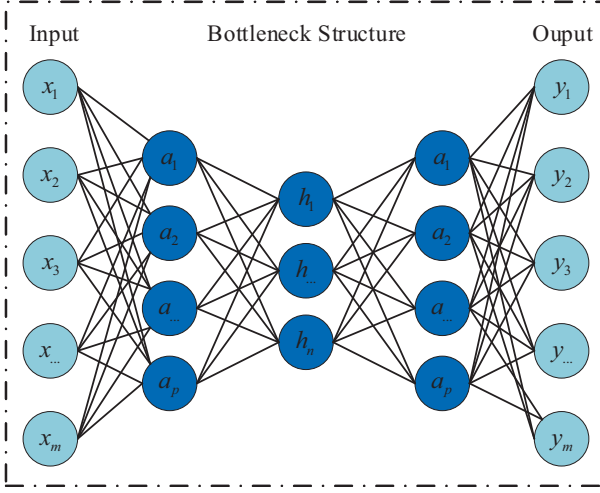 Input Bottleneck Structure Ouput
x1 a1 h1 a1 y1
x2 a2 h... a2 y2
x3 a... hn a... y3
x... ap ap y...
xm ym